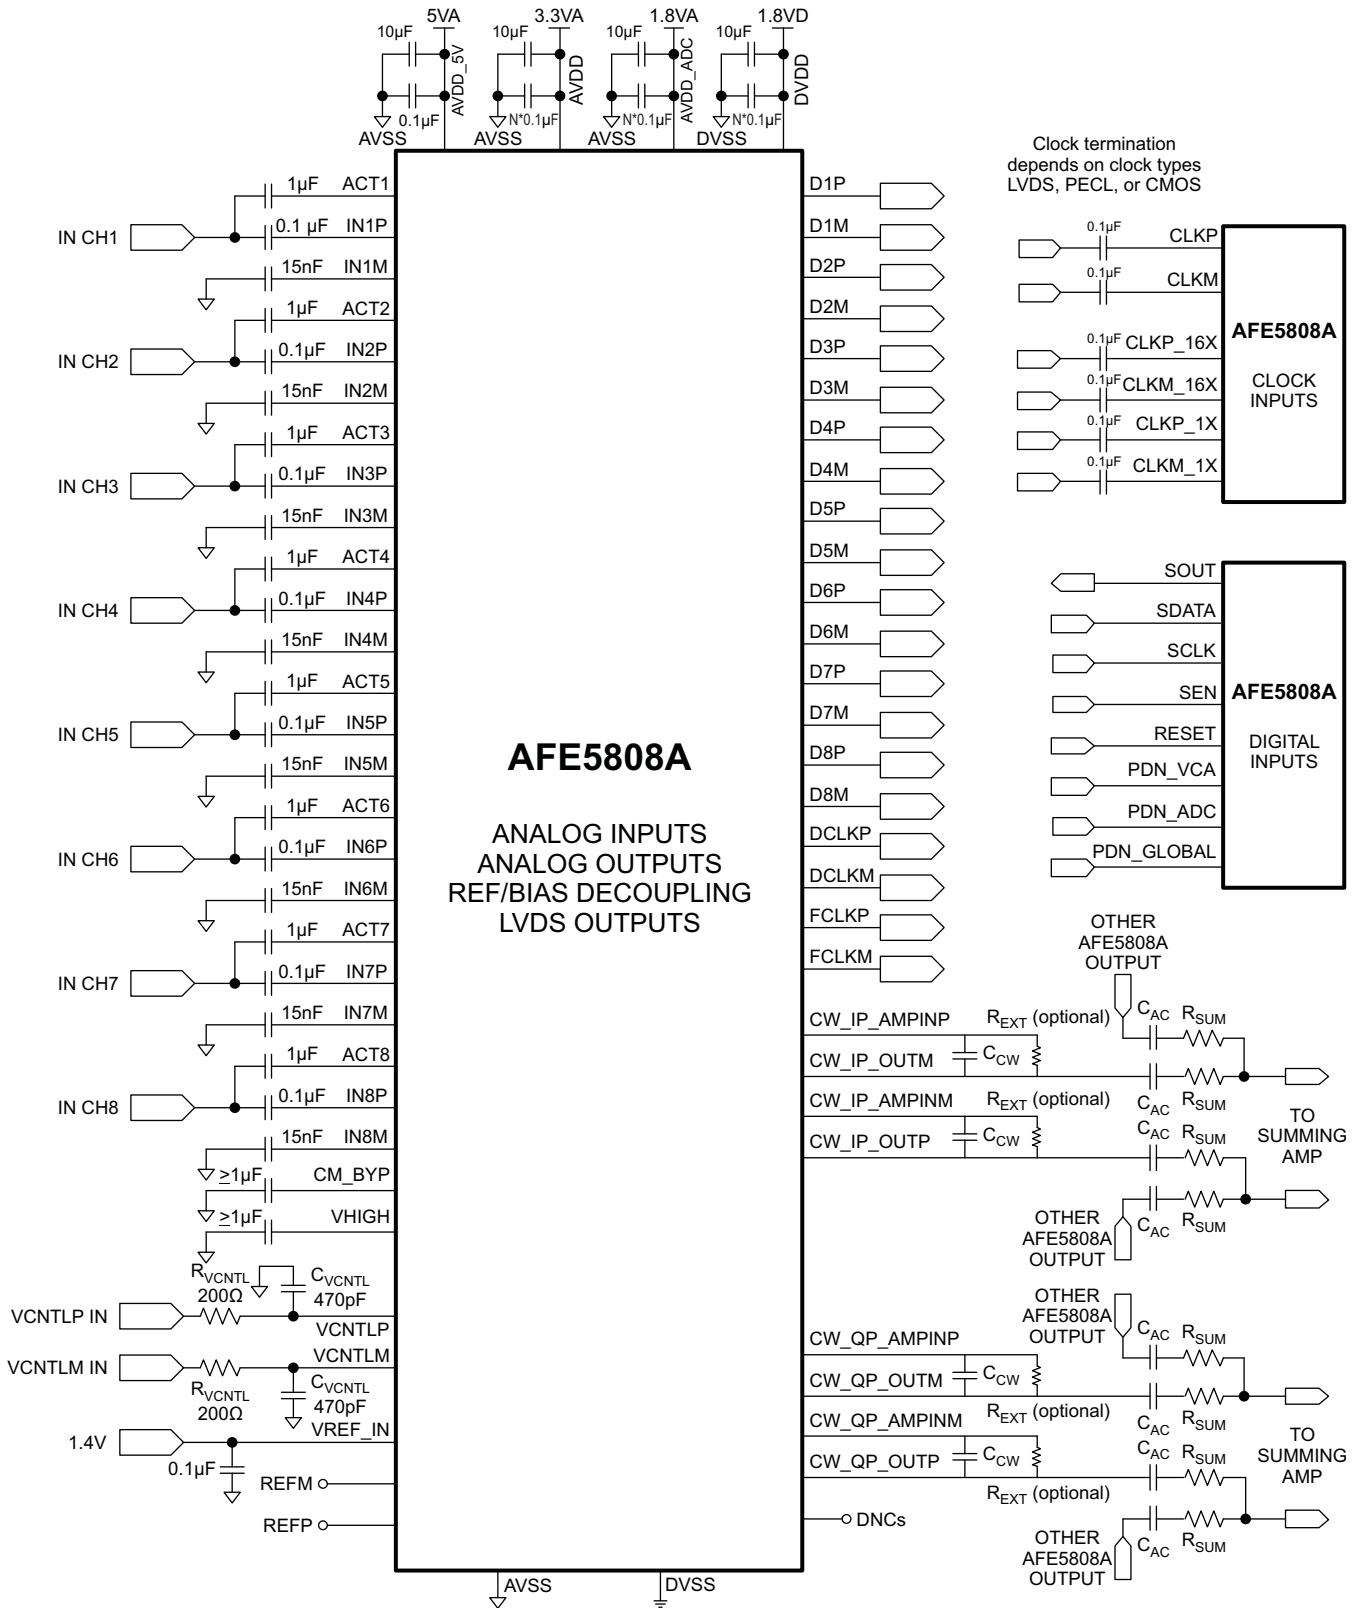 5VA
3.3VA
1.8VA
1.8VD
10µF
10µF
10µF
10µF
AVDD_5V
AVDD
AVDD_ADC
DVDD
0.1µF
N*0.1µF
N*0.1µF
N*0.1µF
AVSS
AVSS
AVSS
DVSS
IN CH1
1µF ACT1
0.1 µF IN1P
15nF IN1M
IN CH2
1µF ACT2
0.1µF IN2P
15nF IN2M
IN CH3
1µF ACT3
0.1µF IN3P
15nF IN3M
IN CH4
1µF ACT4
0.1µF IN4P
15nF IN4M
IN CH5
1µF ACT5
0.1µF IN5P
15nF IN5M
IN CH6
1µF ACT6
0.1µF IN6P
15nF IN6M
IN CH7
1µF ACT7
0.1µF IN7P
15nF IN7M
IN CH8
1µF ACT8
0.1µF IN8P
15nF IN8M
≥1µF CM_BYP
≥1µF VHIGH
RVCNTL
200Ω
CVCNTL
470pF
VCNTLP IN
VCNTLP
VCNTLM IN
VCNTLM
RVCNTL
200Ω
CVCNTL
470pF
1.4V
VREF_IN
0.1µF
REFM
REFP
AFE5808A
ANALOG INPUTS
ANALOG OUTPUTS
REF/BIAS DECOUPLING
LVDS OUTPUTS
AVSS
DVSS
D1P
D1M
D2P
D2M
D3P
D3M
D4P
D4M
D5P
D5M
D6P
D6M
D7P
D7M
D8P
D8M
DCLKP
DCLKM
FCLKP
FCLKM
CW_IP_AMPINP
REXT (optional)
CW_IP_OUTM
CCW
CW_IP_AMPINM
REXT (optional)
CW_IP_OUTP
CCW
OTHER
AFE5808A
OUTPUT
CAC RSUM
CAC RSUM
CAC RSUM
CAC RSUM
TO
SUMMING
AMP
OTHER
AFE5808A
OUTPUT
CW_QP_AMPINP
CW_QP_OUTM
CCW
REXT (optional)
CW_QP_AMPINM
CW_QP_OUTP
CCW
REXT (optional)
OTHER
AFE5808A
OUTPUT
CAC RSUM
CAC RSUM
CAC RSUM
CAC RSUM
TO
SUMMING
AMP
OTHER
AFE5808A
OUTPUT
DNCs
Clock termination
depends on clock types
LVDS, PECL, or CMOS
0.1µF CLKP
0.1µF CLKM
0.1µF CLKP_16X
0.1µF CLKM_16X
0.1µF CLKP_1X
0.1µF CLKM_1X
AFE5808A
CLOCK
INPUTS
SOUT
SDATA
SCLK
SEN
RESET
PDN_VCA
PDN_ADC
PDN_GLOBAL
AFE5808A
DIGITAL
INPUTS